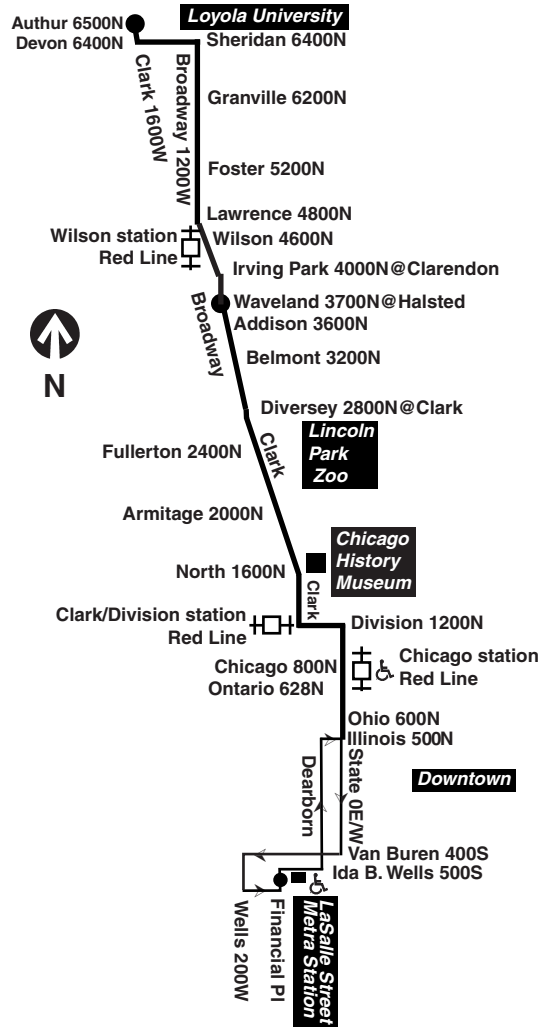 Authur 6500N
Loyola University
Devon 6400N
Sheridan 6400N
Clark 1600W
Broadway 1200W
Granville 6200N
Foster 5200N
Lawrence 4800N
Wilson station
Red Line
Wilson 4600N
Irving Park 4000N@Clarendon
Waveland 3700N@Halsted
Addison 3600N
N
Broadway
Belmont 3200N
Diversey 2800N@Clark
Clark
Fullerton 2400N
Lincoln
Park
Zoo
Armitage 2000N
Chicago
History
Museum
North 1600N
Clark
Clark/Division station
Red Line
Division 1200N
Chicago 800N
Ontario 628N
Chicago station
Red Line
Ohio 600N
Illinois 500N
Dearborn
State 0E/W
Downtown
Van Buren 400S
Ida B. Wells 500S
Wells 200W
Financial Pl
LaSalle Street
Metra Station